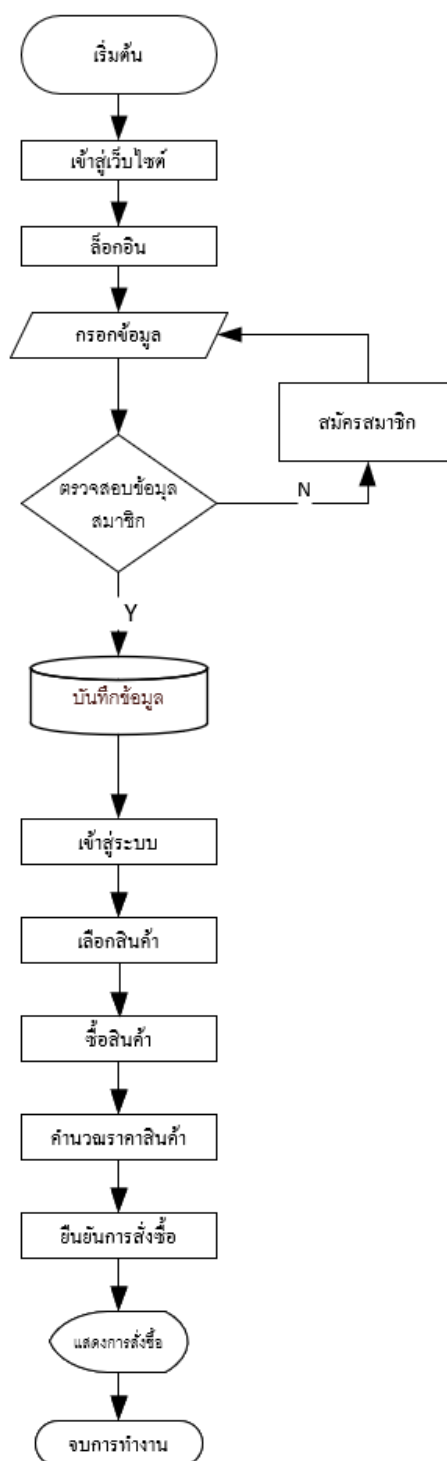 เริ่มต้น
เข้าสู่เว็บไซต์
ล็อกอิน
กรอกข้อมูล
สมัครสมาชิก
ตรวจสอบข้อมุล
สมาชิก
N
Y
บันทึกข้อมูล
เข้าสู่ระบบ
เลือกสินค้า
ซื้อสินค้า
คำนวณราคาสินค้า
ยืนยันการสั่งซื้อ
แสดงการสั่งซื้อ
จบการทำงาน